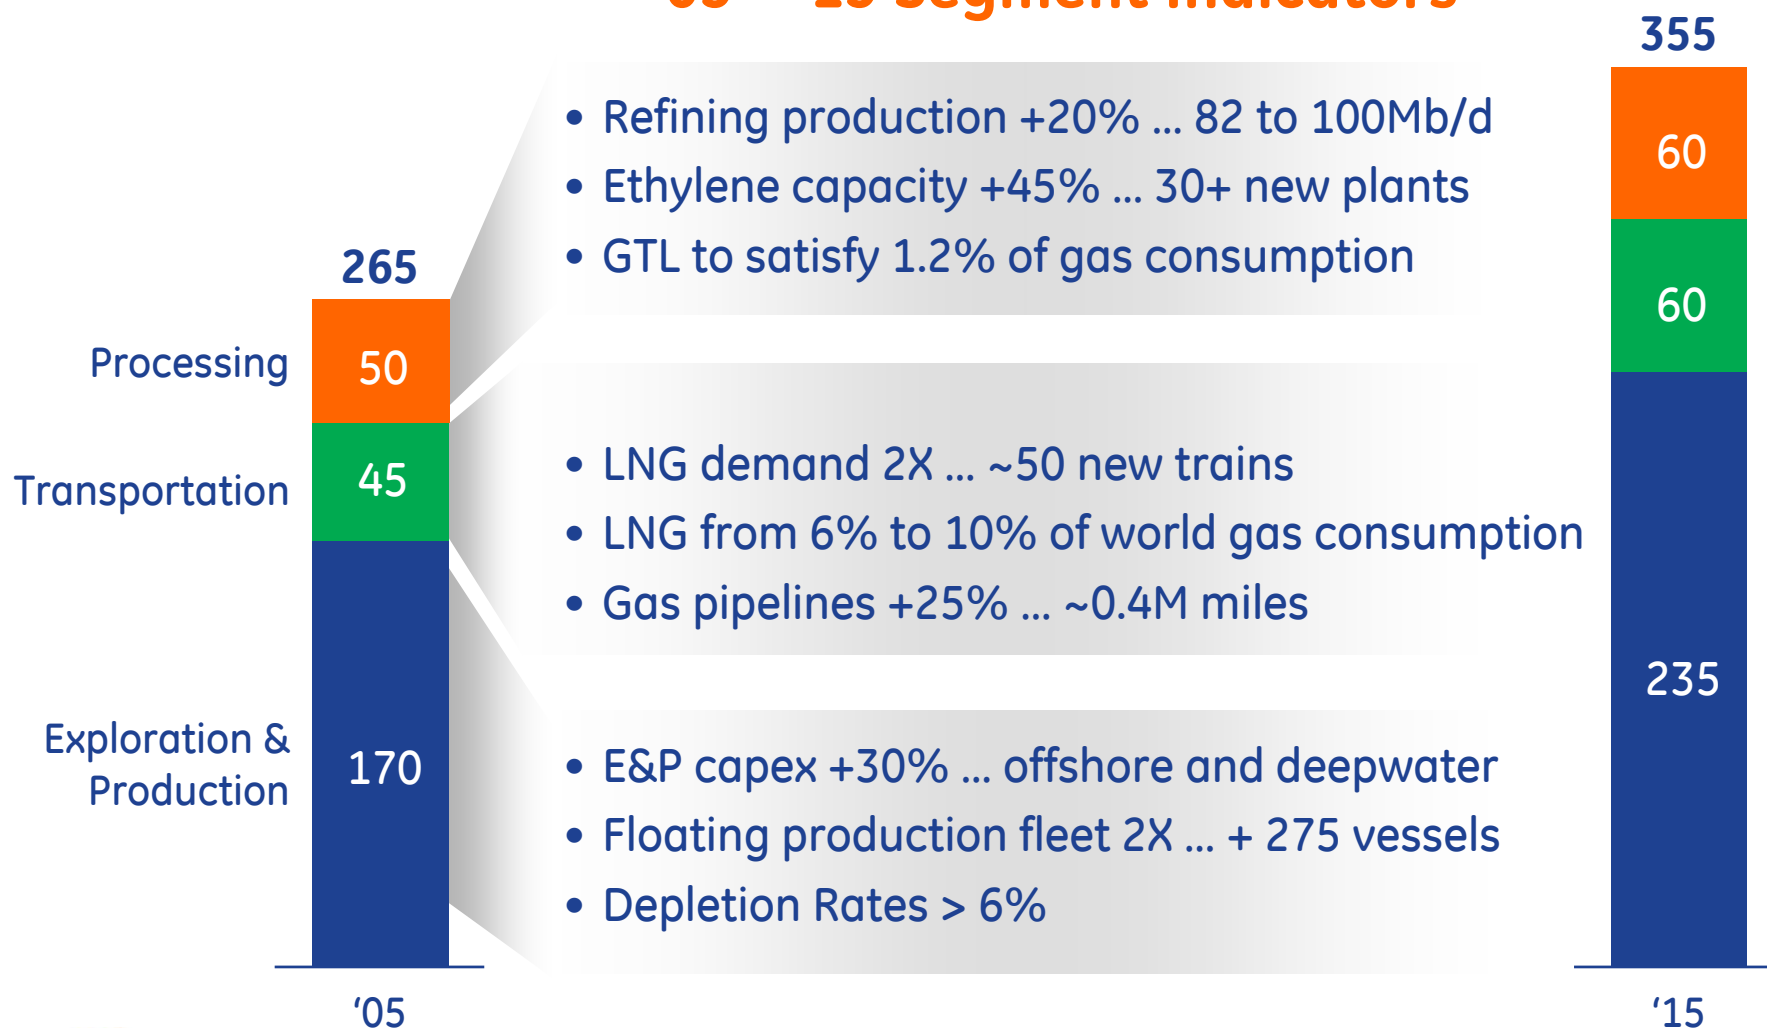 Segment Indicators
355
• Refining production +20% ... 82 to 100Mb/d
• Ethylene capacity +45% ... 30+ new plants
• GTL to satisfy 1.2% of gas consumption
60
60
235
265
Processing
50
Transportation
45
Exploration &
Production
170
• LNG demand 2X ... ~50 new trains
• LNG from 6% to 10% of world gas consumption
• Gas pipelines +25% ... ~0.4M miles
• E&P capex +30% ... offshore and deepwater
• Floating production fleet 2X ... + 275 vessels
• Depletion Rates > 6%
‘05
‘15